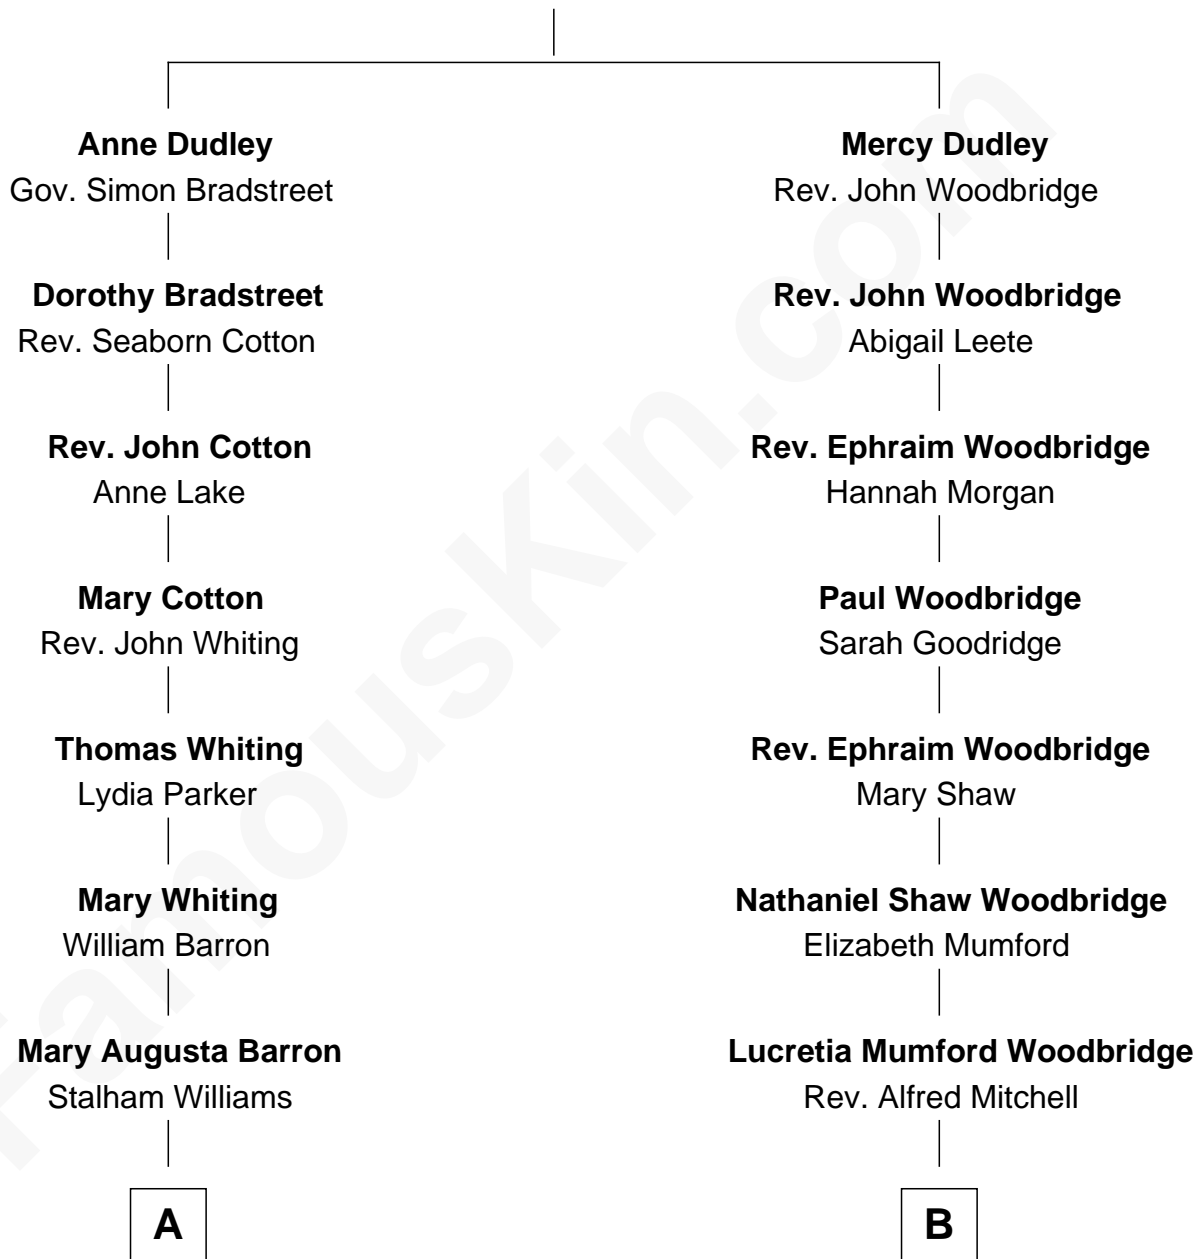 Anne Dudley
Gov. Simon Bradstreet
Dorothy Bradstreet
Rev. Seaborn Cotton
Rev. John Cotton
Anne Lake
Mary Cotton
Rev. John Whiting
Thomas Whiting
Lydia Parker
Mary Whiting
William Barron
Mary Augusta Barron
Stalham Williams
A
Mercy Dudley
Rev. John Woodbridge
Rev. John Woodbridge
Abigail Leete
Rev. Ephraim Woodbridge
Hannah Morgan
Paul Woodbridge
Sarah Goodridge
Rev. Ephraim Woodbridge
Mary Shaw
Nathaniel Shaw Woodbridge
Elizabeth Mumford
Lucretia Mumford Woodbridge
Rev. Alfred Mitchell
B
FamousKin.com